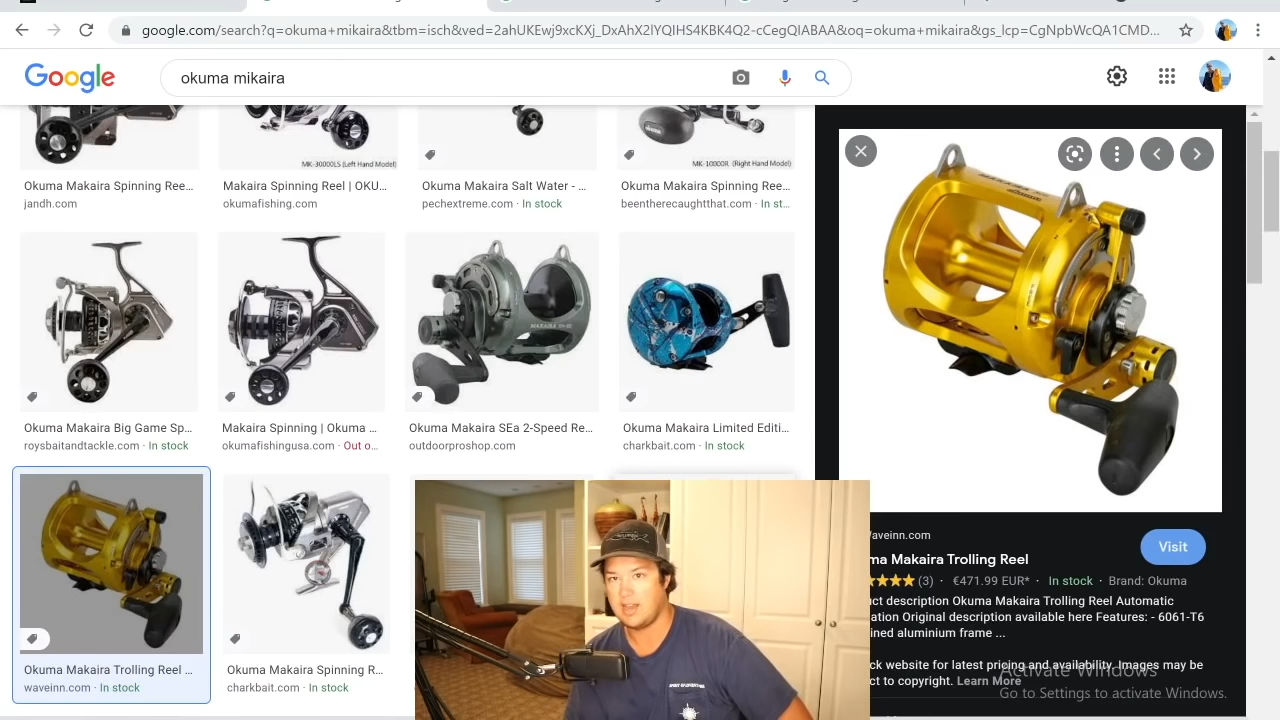 google.com/search?q=okuma+mikaira&tbm=isch&ved=2ahUKEwj9xcKXj_DxAhX2lYQIHS4KBK4Q2-cCegQIABAA&oq=okuma+mikaira&gs_lcp=CgNpbWcQA1CMD...
Google
okuma mikaira
MK-30000LS (Left Hand Model)
MK-10000R (Right Hand Model)
Okuma Makaira Spinning Ree...
jandh.com
Makaira Spinning Reel | OKU...
okumafishing.com
Okuma Makaira Salt Water - ...
pechextreme.com · In stock
Okuma Makaira Spinning Ree...
beentherecaughtthat.com · In st...
Okuma Makaira Big Game Sp...
roysbaitandtackle.com · In stock
Makaira Spinning | Okuma ...
okumafishingusa.com · Out o...
Okuma Makaira SEa 2-Speed Re...
outdoorproshop.com
Okuma Makaira Limited Editi...
charkbait.com · In stock
Okuma Makaira Trolling Reel ...
waveinn.com · In stock
Okuma Makaira Spinning R...
charkbait.com · In stock
aveinn.com
ma Makaira Trolling Reel
Visit
(3) · €471.99 EUR* · In stock · Brand: Okuma
uct description Okuma Makaira Trolling Reel Automatic
ation Original description available here Features: - 6061-T6
ined aluminium frame ...
ck website for latest pricing and availability. Images may be
ct to copyright. Learn More
Activate Windows
Go to Settings to activate Windows.